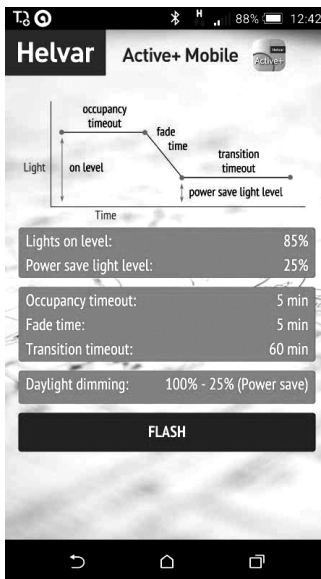 88% 12:42
Helvar Active+ Mobile Active+
occupancy
timeout
fade
time
transition
timeout
Light
on level
power save light level
Time
Lights on level: 85%
Power save light level: 25%
Occupancy timeout: 5 min
Fade time: 5 min
Transition timeout: 60 min
Daylight dimming: 100% - 25% (Power save)
FLASH